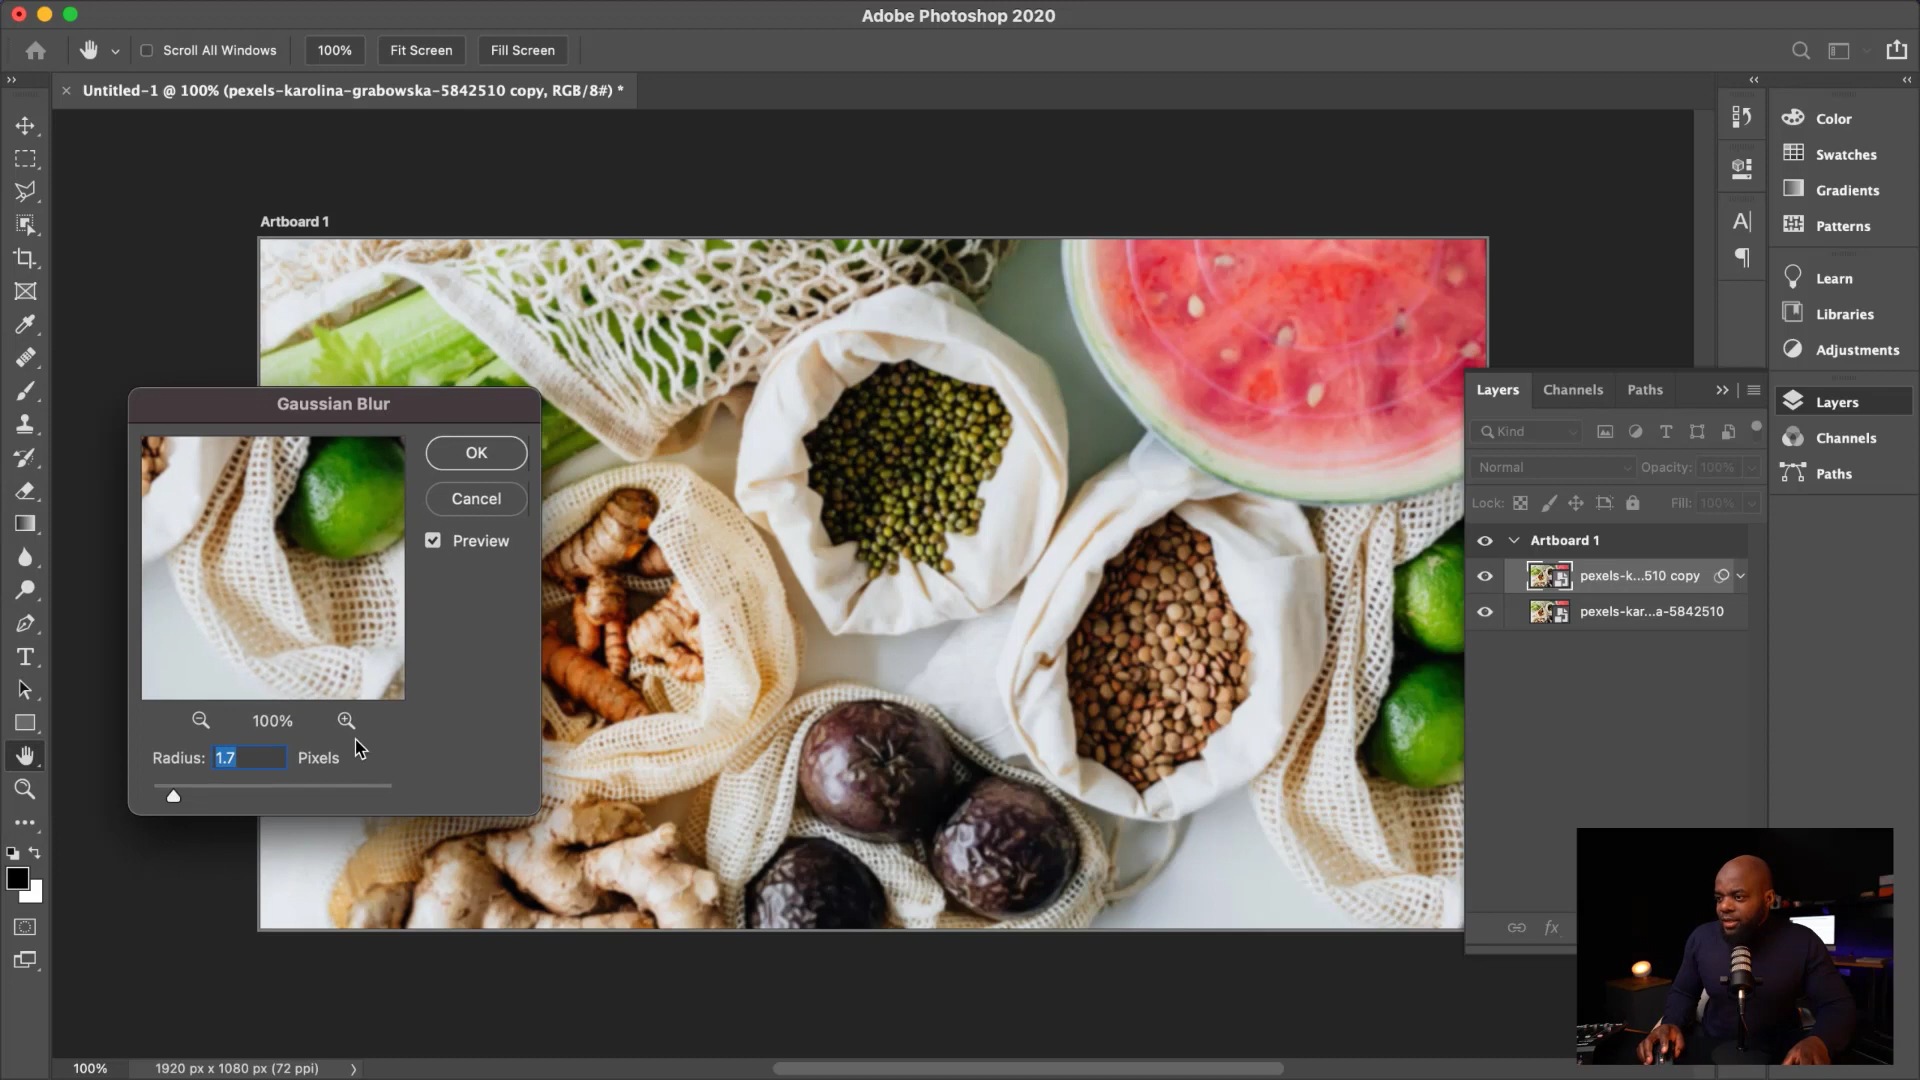 Adobe Photoshop 2020
Scroll All Windows
100%
Fit Screen
Fill Screen
Untitled-1 @ 100% (pexels-karolina-grabowska-5842510 copy, RGB/8#) *
Artboard 1
Gaussian Blur
OK
Cancel
Preview
100%
Radius: 1.7 Pixels
Color
Swatches
Gradients
Patterns
Learn
Libraries
Adjustments
Layers
Channels
Paths
Layers Channels Paths
Kind
Normal Opacity: 100%
Lock: Fill: 100%
Artboard 1
pexels-k...510 copy
pexels-kar...a-5842510
fx
100% 1920 px x 1080 px (72 ppi)